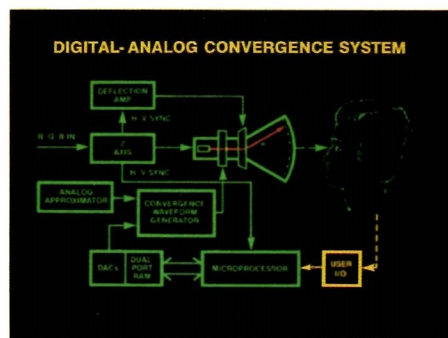 DIGITAL-ANALOG CONVERGENCE SYSTEM
DEFLECTION
AMP
H V SYNC
R G B IN
Z
AXIS
H V SYNC
ANALOG
APPROXIMATOR
CONVERGENCE
WAVEFORM
GENERATOR
DACs
DUAL
PORT
RAM
MICROPROCESSOR
USER
I/O